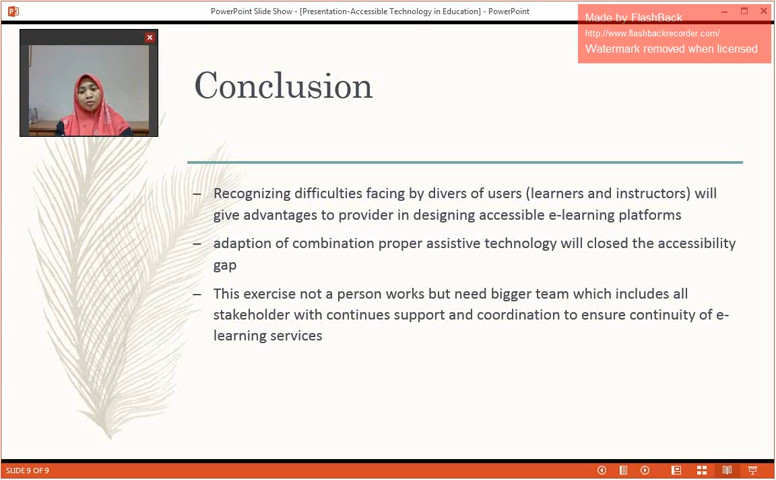 PowerPoint Slide Show - [Presentation-Accessible Technology in Education] - PowerPoint
Made by FlashBack
http://www.flashbackrecorder.com/
Watermark removed when licensed
Conclusion
– Recognizing difficulties facing by divers of users (learners and instructors) will
give advantages to provider in designing accessible e-learning platforms
– adaption of combination proper assistive technology will closed the accessibility
gap
– This exercise not a person works but need bigger team which includes all
stakeholder with continues support and coordination to ensure continuity of e-
learning services
SLIDE 9 OF 9